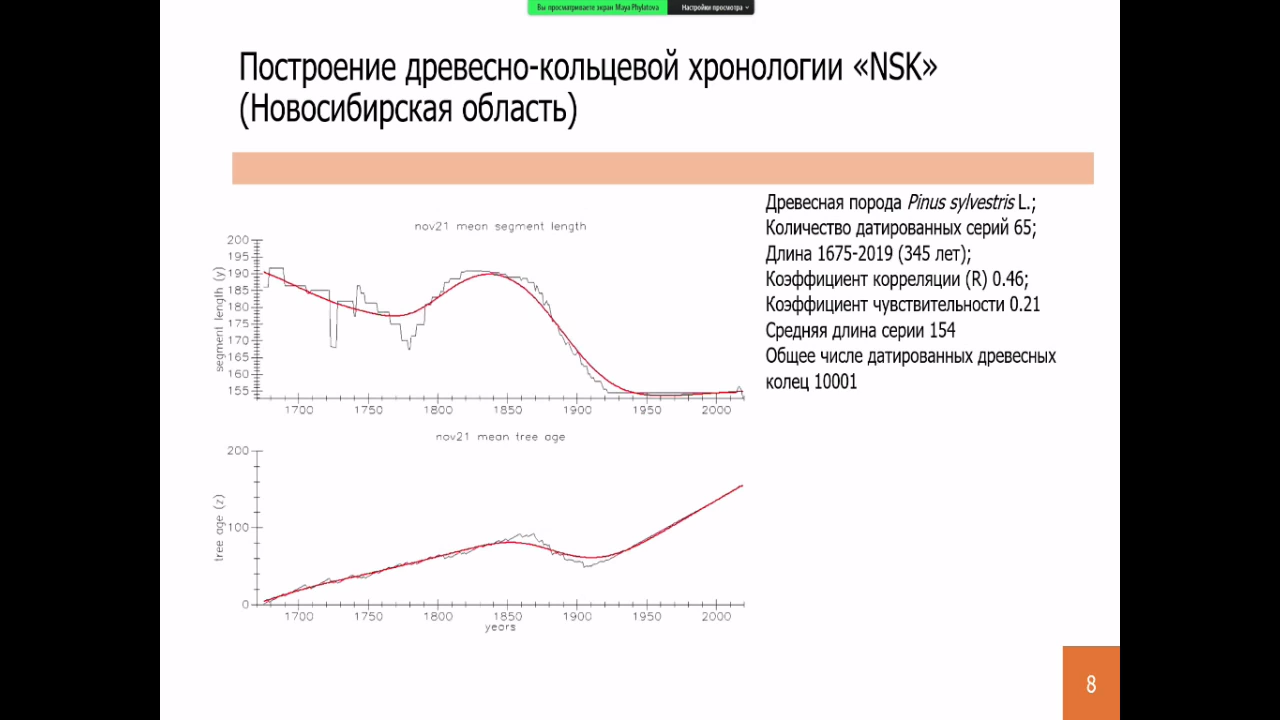 Вы просматриваете экран Maya Phylatova
Настройки просмотра
Построение древесно-кольцевой хронологии «NSK»
(Новосибирская область)
Древесная порода Pinus sylvestris L.;
Количество датированных серий 65;
Длина 1675-2019 (345 лет);
Коэффициент корреляции (R) 0.46;
Коэффициент чувствительности 0.21
Средняя длина серии 154
Общее числе датированных древесных
колец 10001
nov21 mean segment length
segment length (y)
200
195
190
185
180
175
170
165
160
155
1700 1750 1800 1850 1900 1950 2000
nov21 mean tree age
tree age (z)
200
100
0
1700 1750 1800 1850 1900 1950 2000
years
8